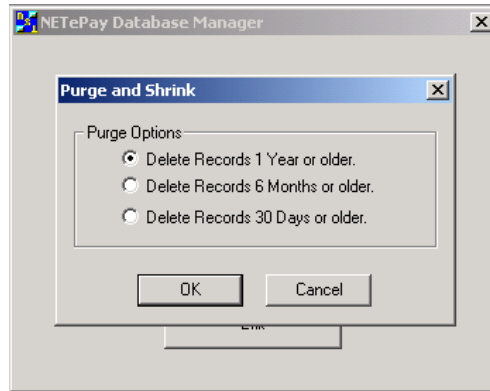 NETePay Database Manager
Purge and Shrink
Purge Options
Delete Records 1 Year or older.
Delete Records 6 Months or older.
Delete Records 30 Days or older.
OK
Cancel